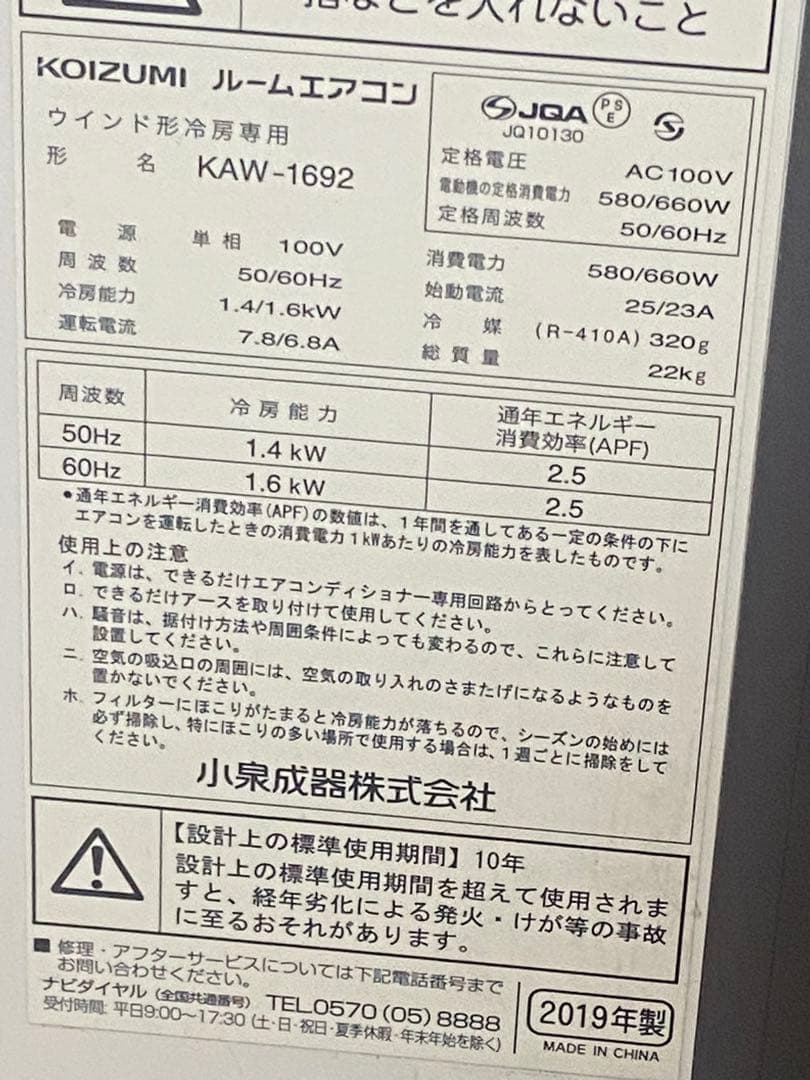 指などを入れないこと
KOIZUMI ルームエアコン
ウインド形冷房専用
形名 KAW-1692
電源 単相 100V
周波数 50/60Hz
冷房能力 1.4/1.6kW
運転電流 7.8/6.8A
JQA PSE S
JQ10130
定格電圧 AC100V
電動機の定格消費電力 580/660W
定格周波数 50/60Hz
消費電力 580/660W
始動電流 25/23A
冷媒 (R-410A) 320g
総質量 22kg
周波数 冷房能力 通年エネルギー
消費効率(APF)
50Hz 1.4 kW 2.5
60Hz 1.6 kW 2.5
●通年エネルギー消費効率(APF)の数値は、1年間を通してある一定の条件の下に
エアコンを運転したときの消費電力1kWあたりの冷房能力を表したものです。
使用上の注意
イ. 電源は、できるだけエアコンディショナー専用回路からとってください。
ロ. できるだけアースを取り付けて使用してください。
ハ. 騒音は、据付け方法や周囲条件によっても変わるので、これらに注意して
設置してください。
ニ. 空気の吸込口の周囲には、空気の取り入れのさまたげになるようなものを
置かないでください。
ホ. フィルターにほこりがたまると冷房能力が落ちるので、シーズンの始めには
必ず掃除し、特にほこりの多い場所で使用する場合は、1週ごとに掃除をして
ください。
小泉成器株式会社
【設計上の標準使用期間】10年
設計上の標準使用期間を超えて使用されま
すと、経年劣化による発火・けが等の事故
に至るおそれがあります。
■ 修理・アフターサービスについては下記電話番号まで
お問い合わせください。
ナビダイヤル (全国共通番号) TEL0570 (05) 8888
受付時間: 平日9:00~17:30 (土・日・祝日・夏季休暇・年末年始を除く)
2019年製
MADE IN CHINA